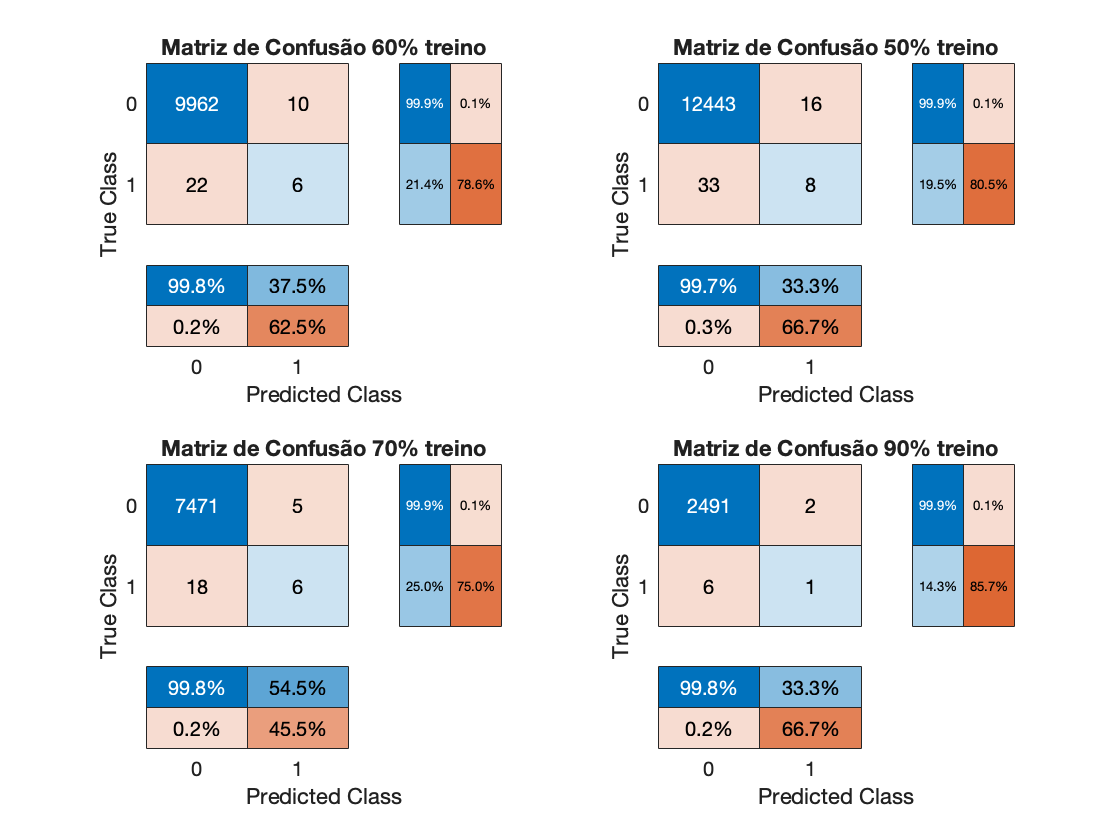 Matriz de Confusão 60% treino
0 9962 10 99.9% 0.1%
True Class
1 22 6 21.4% 78.6%
99.8% 37.5%
0.2% 62.5%
0 1
Predicted Class
Matriz de Confusão 50% treino
0 12443 16 99.9% 0.1%
True Class
1 33 8 19.5% 80.5%
99.7% 33.3%
0.3% 66.7%
0 1
Predicted Class
Matriz de Confusão 70% treino
0 7471 5 99.9% 0.1%
True Class
1 18 6 25.0% 75.0%
99.8% 54.5%
0.2% 45.5%
0 1
Predicted Class
Matriz de Confusão 90% treino
0 2491 2 99.9% 0.1%
True Class
1 6 1 14.3% 85.7%
99.8% 33.3%
0.2% 66.7%
0 1
Predicted Class